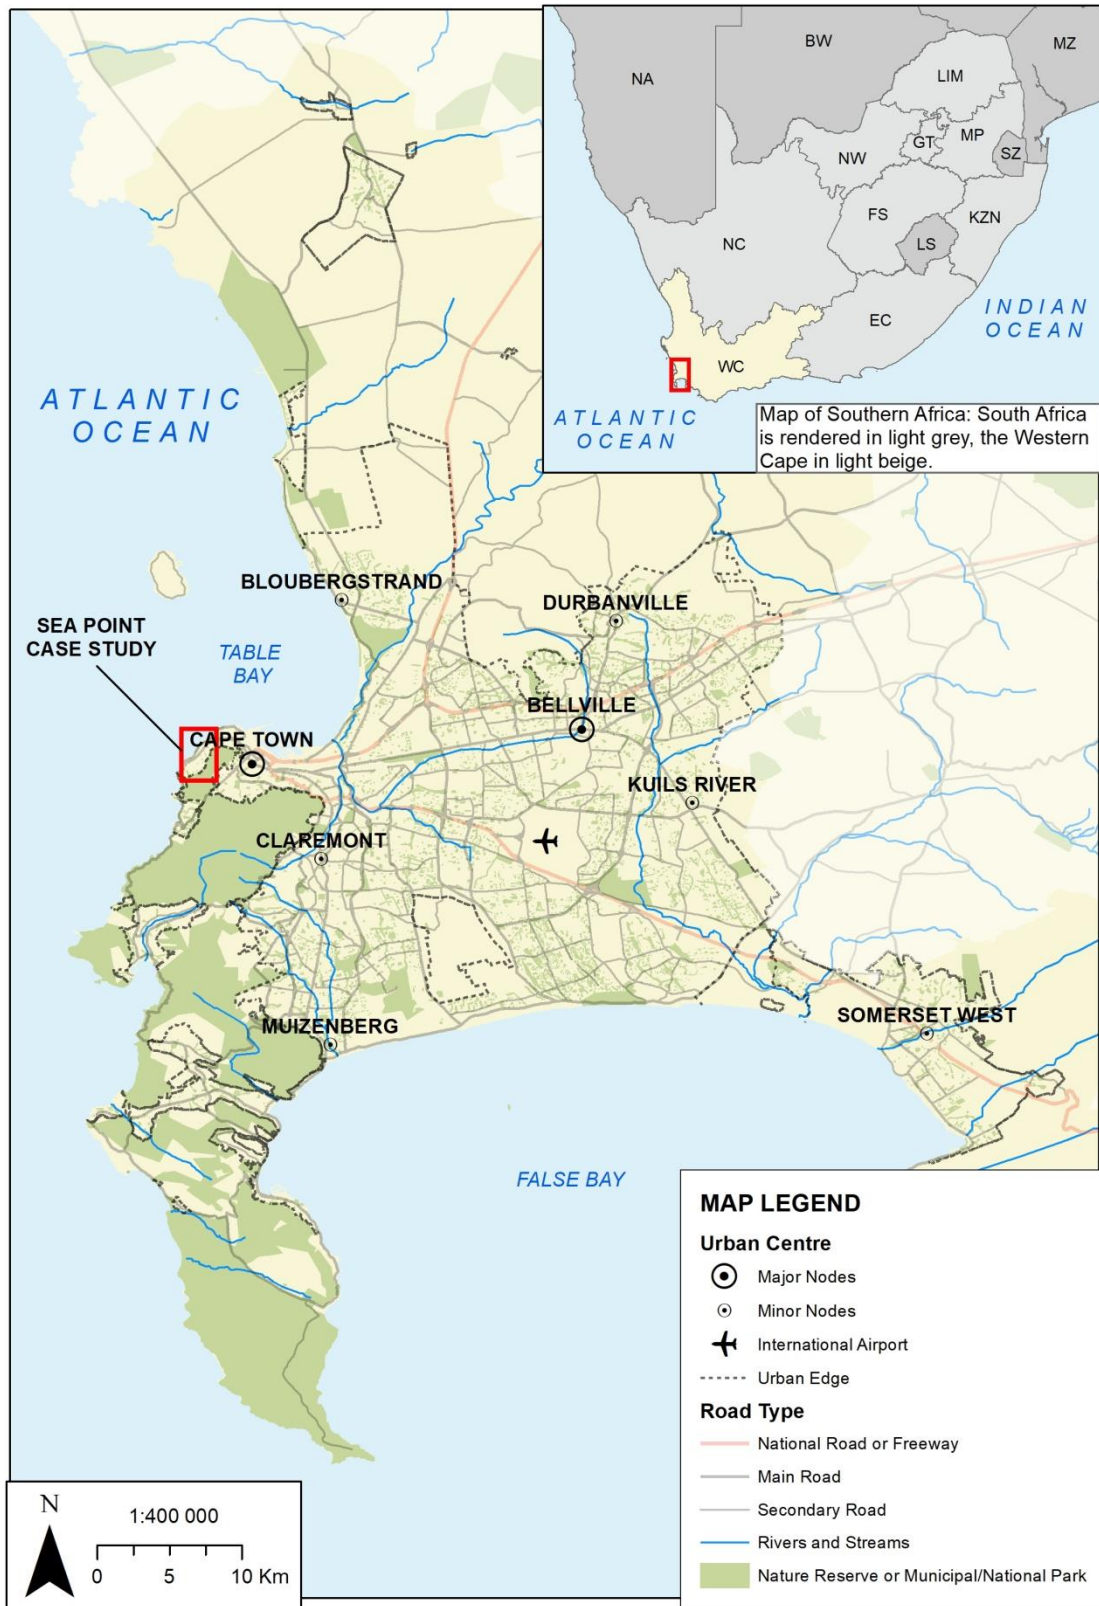 BW
MZ
NA
LIM
GT
MP
NW
SZ
FS
KZN
NC
LS
EC
WC
INDIAN
OCEAN
ATLANTIC
OCEAN
Map of Southern Africa: South Africa
is rendered in light grey, the Western
Cape in light beige.
ATLANTIC
OCEAN
BLOUBERGSTRAND
DURBANVILLE
SEA POINT
CASE STUDY
TABLE
BAY
BELLVILLE
CAPE TOWN
KUILS RIVER
CLAREMONT
MUIZENBERG
SOMERSET WEST
FALSE BAY
MAP LEGEND
Urban Centre
Major Nodes
Minor Nodes
International Airport
Urban Edge
Road Type
National Road or Freeway
Main Road
Secondary Road
Rivers and Streams
Nature Reserve or Municipal/National Park
N
1:400 000
0 5 10 Km